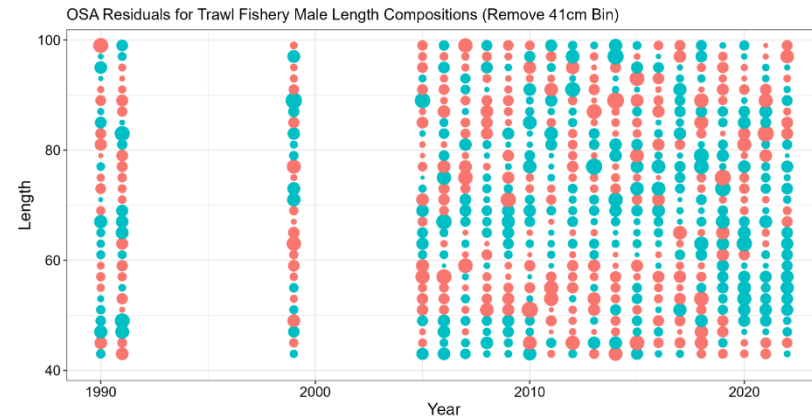 OSA Residuals for Trawl Fishery Male Length Compositions (Remove 41cm Bin)
100
80
60
40
Length
1990
2000
2010
2020
Year